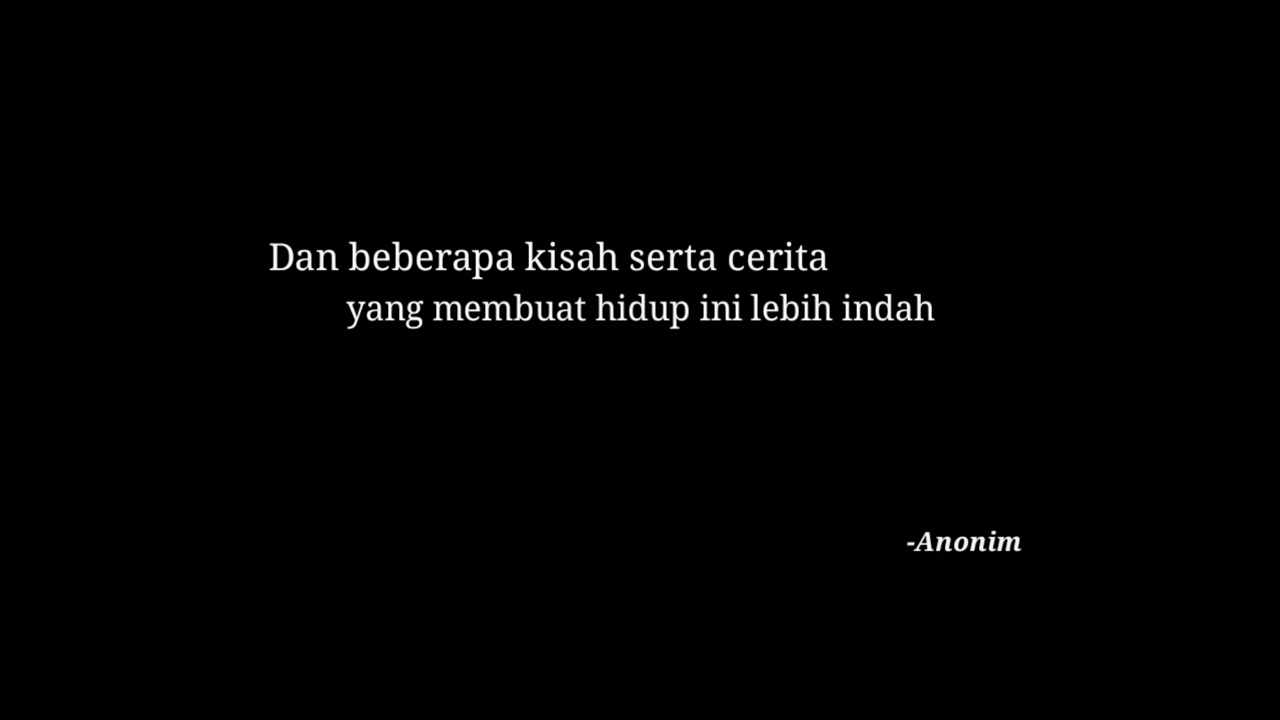 Dan beberapa kisah serta cerita
yang membuat hidup ini lebih indah
-Anonim